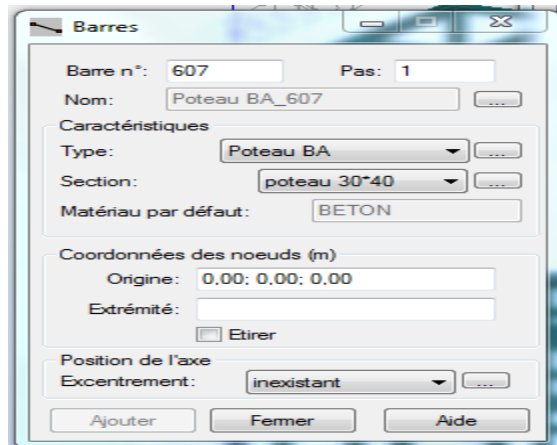 Barres
Barre n°: 607 Pas: 1
Nom: Poteau BA_607 ...
Caractéristiques
Type: Poteau BA ...
Section: poteau 30*40 ...
Matériau par défaut: BETON
Coordonnées des noeuds (m)
Origine: 0,00; 0,00; 0,00
Extrémité:
Etirer
Position de l'axe
Excentrement: inexistant ...
Ajouter Fermer Aide